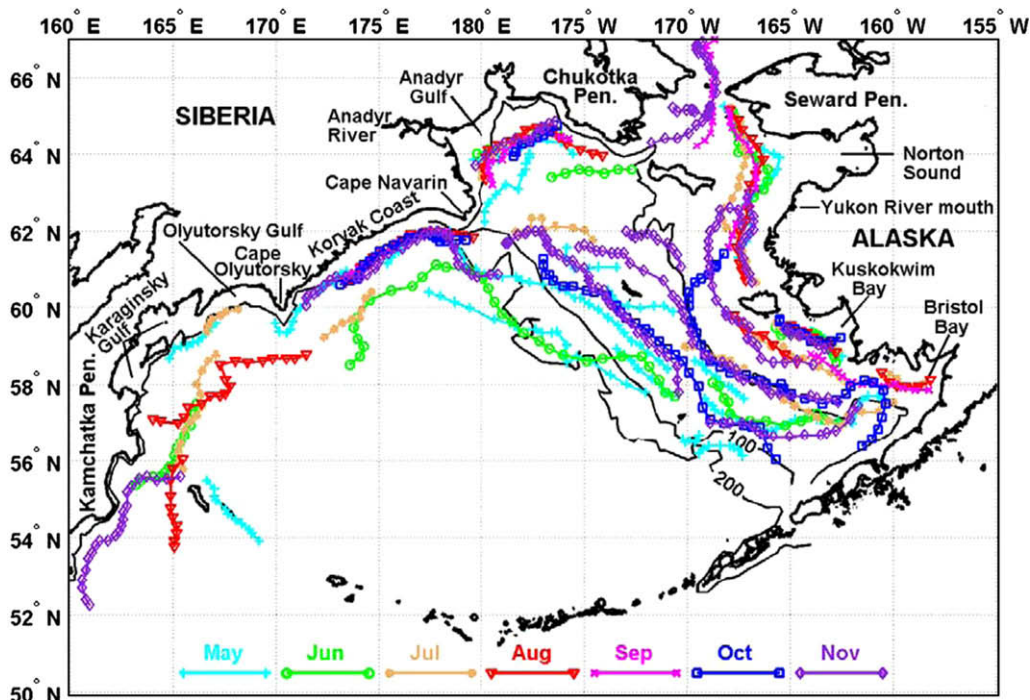 160° E 165° E 170° E 175° E 180° E 175° W 170° W 165° W 160° W 155° W
66° N
64° N
62° N
60° N
58° N
56° N
54° N
52° N
50° N
SIBERIA
Anadyr
Gulf
Anadyr
River
Chukotka
Pen.
Seward Pen.
Norton
Sound
Cape Navarin
Yukon River mouth
ALASKA
Koryak Coast
Olyutorsky Gulf
Cape
Olyutorsky
Kuskokwim
Bay
Karaginsky
Gulf
Bristol
Bay
Kamchatka Pen.
100
200
May Jun Jul Aug Sep Oct Nov